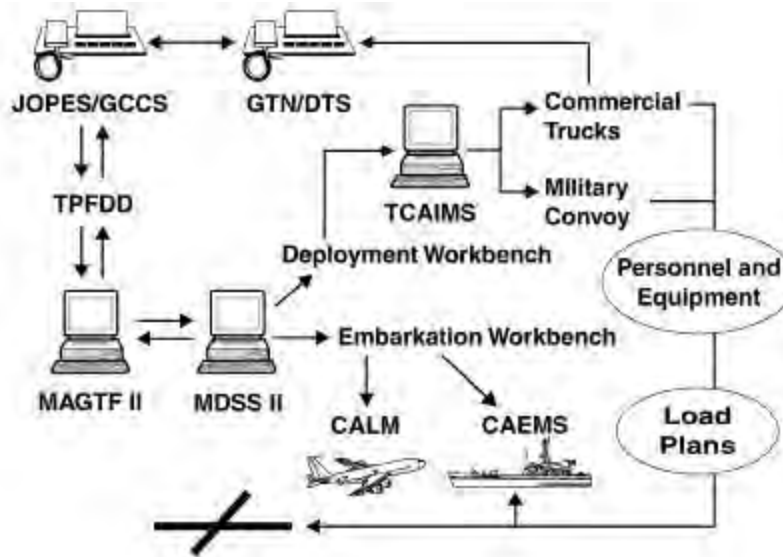 JOPES/GCCS
GTN/DTS
Commercial
Trucks
TPFDD
TCAIMS
Military
Convoy
Deployment Workbench
Personnel and
Equipment
Embarkation Workbench
MAGTF II
MDSS II
CALM
CAEMS
Load
Plans